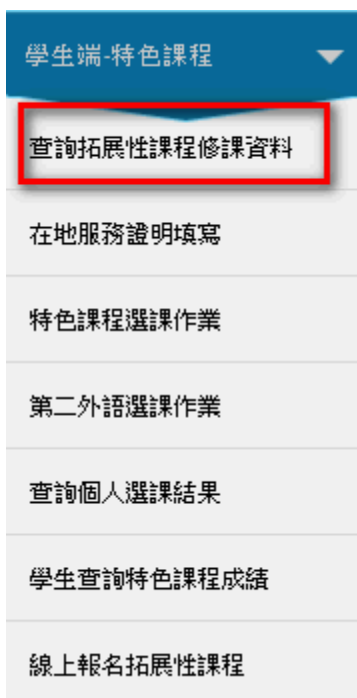 學生端-特色課程
查詢拓展性課程修課資料
在地服務證明填寫
特色課程選課作業
第二外語選課作業
查詢個人選課結果
學生查詢特色課程成績
線上報名拓展性課程